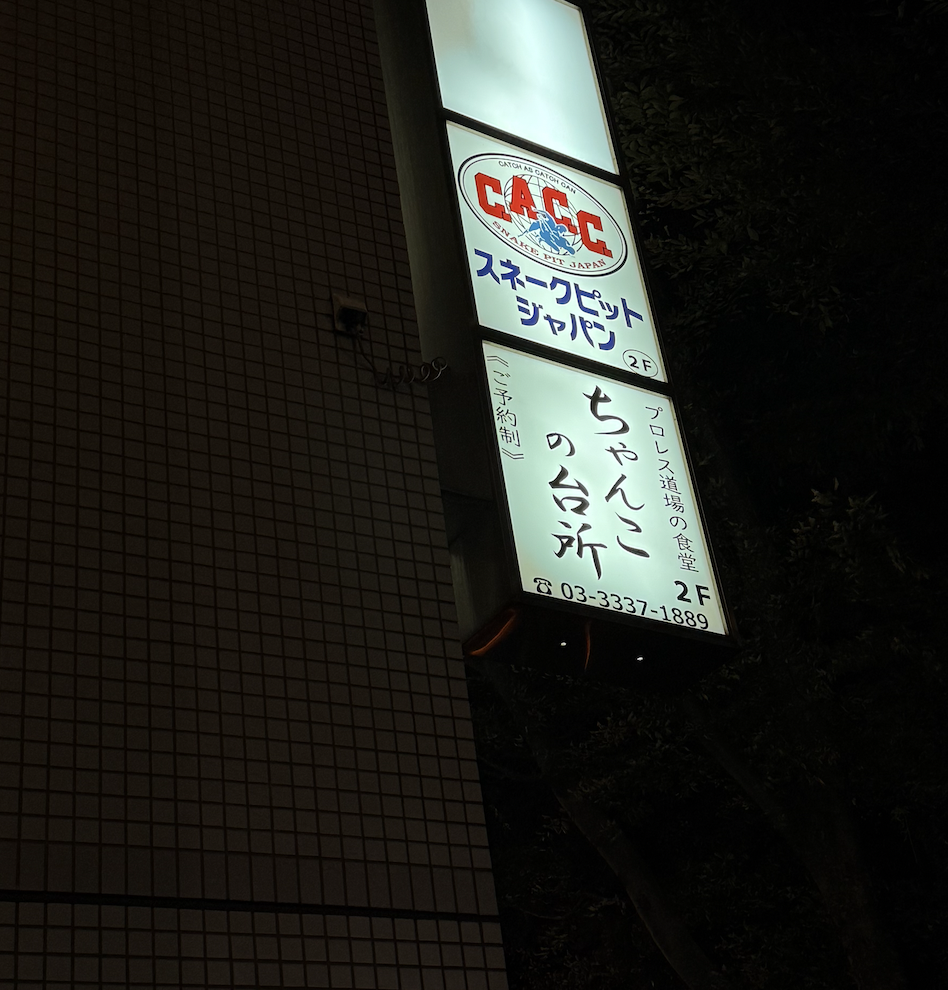 CATCH AS CATCH CAN
C.A.C.C.
SNAKE PIT JAPAN
スネークピット
ジャパン
2F
プロレス道場の食堂
ちゃんこ
の台所
《ご予約制》
2F
☎ 03-3337-1889